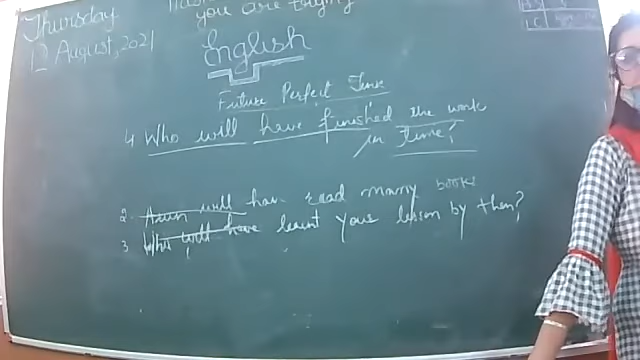 Thursday
you are trying
12 August, 2021
English
Future Perfect Tense
4 Who will have finished the work
in time?
2. Arun will have read many books
3 Who will have learnt your lesson by then?